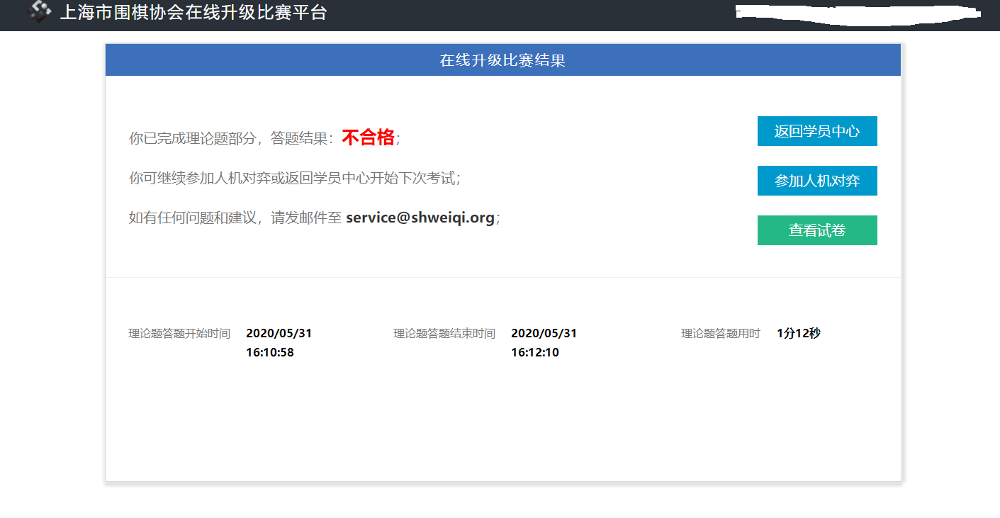 上海市围棋协会在线升级比赛平台
在线升级比赛结果
你已完成理论题部分，答题结果：不合格；
你可继续参加人机对弈或返回学员中心开始下次考试；
如有任何问题和建议，请发邮件至 service@shweiqi.org；
返回学员中心
参加人机对弈
查看试卷
理论题答题开始时间 2020/05/31
16:10:58
理论题答题结束时间 2020/05/31
16:12:10
理论题答题用时 1分12秒